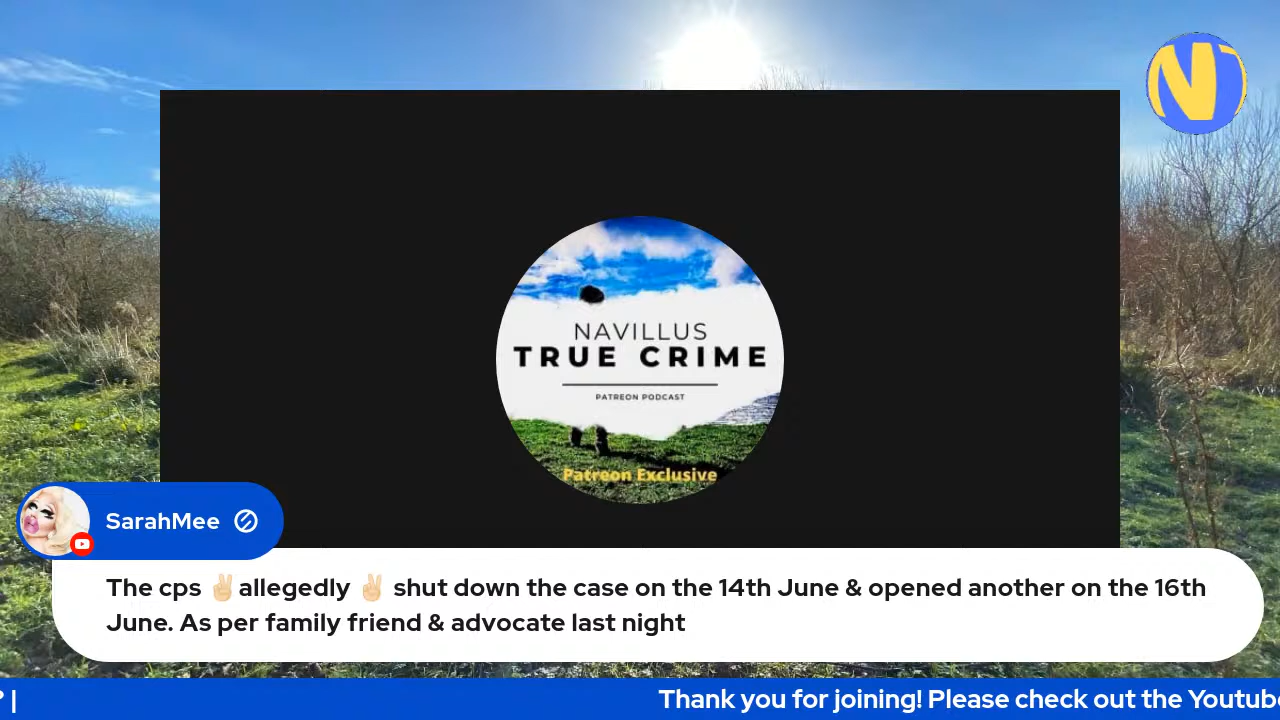 NT
NAVILLUS
TRUE CRIME
PATREON PODCAST
Patreon Exclusive
SarahMee
The cps ✌🏻allegedly ✌🏻 shut down the case on the 14th June & opened another on the 16th
June. As per family friend & advocate last night
| Thank you for joining! Please check out the Youtube